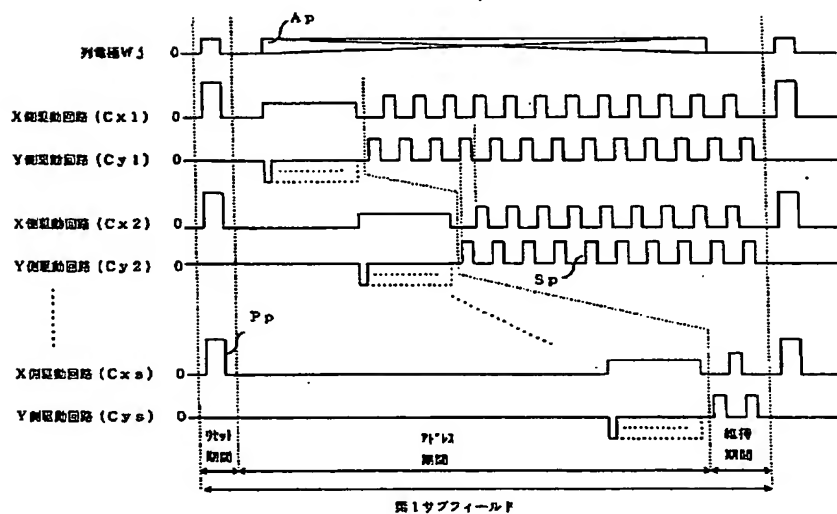 Ap
列電極Wj 0
X側駆動回路(Cx1) 0
Y側駆動回路(Cy1) 0
X側駆動回路(Cx2) 0
Y側駆動回路(Cy2) 0
Sp
Pp
X側駆動回路(Cxs) 0
Y側駆動回路(Cys) 0
リセット アドレス 維持
期間 期間 期間
第1サブフィールド